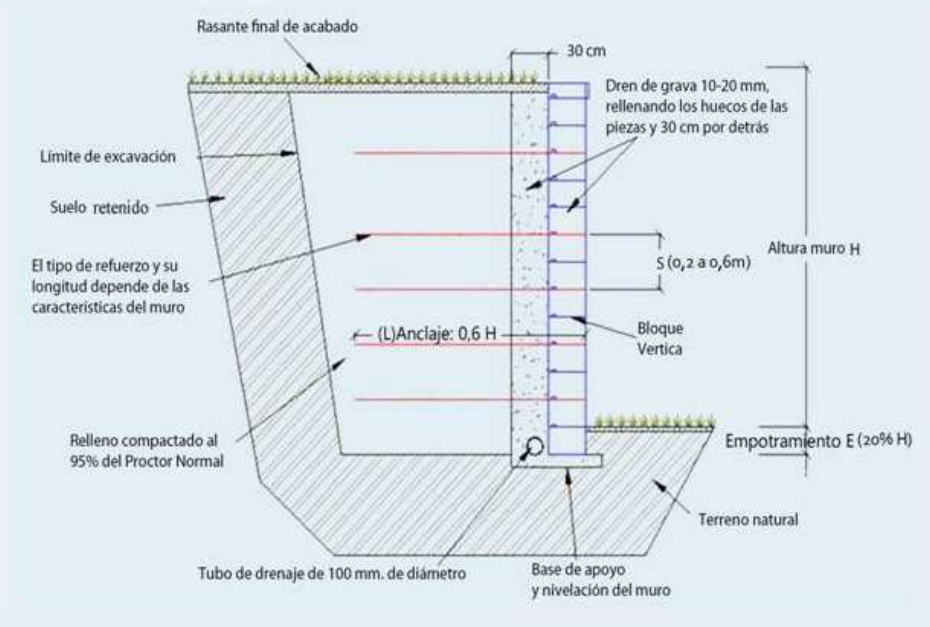 Rasante final de acabado
30 cm
Dren de grava 10-20 mm,
rellenando los huecos de las
piezas y 30 cm por detrás
Límite de excavación
Suelo retenido
Altura muro H
S (0,2 a 0,6m)
El tipo de refuerzo y su
longitud depende de las
características del muro
(L)Anclaje: 0,6 H
Bloque
Vertica
Relleno compactado al
95% del Proctor Normal
Empotramiento E (20% H)
Terreno natural
Tubo de drenaje de 100 mm. de diámetro
Base de apoyo
y nivelación del muro